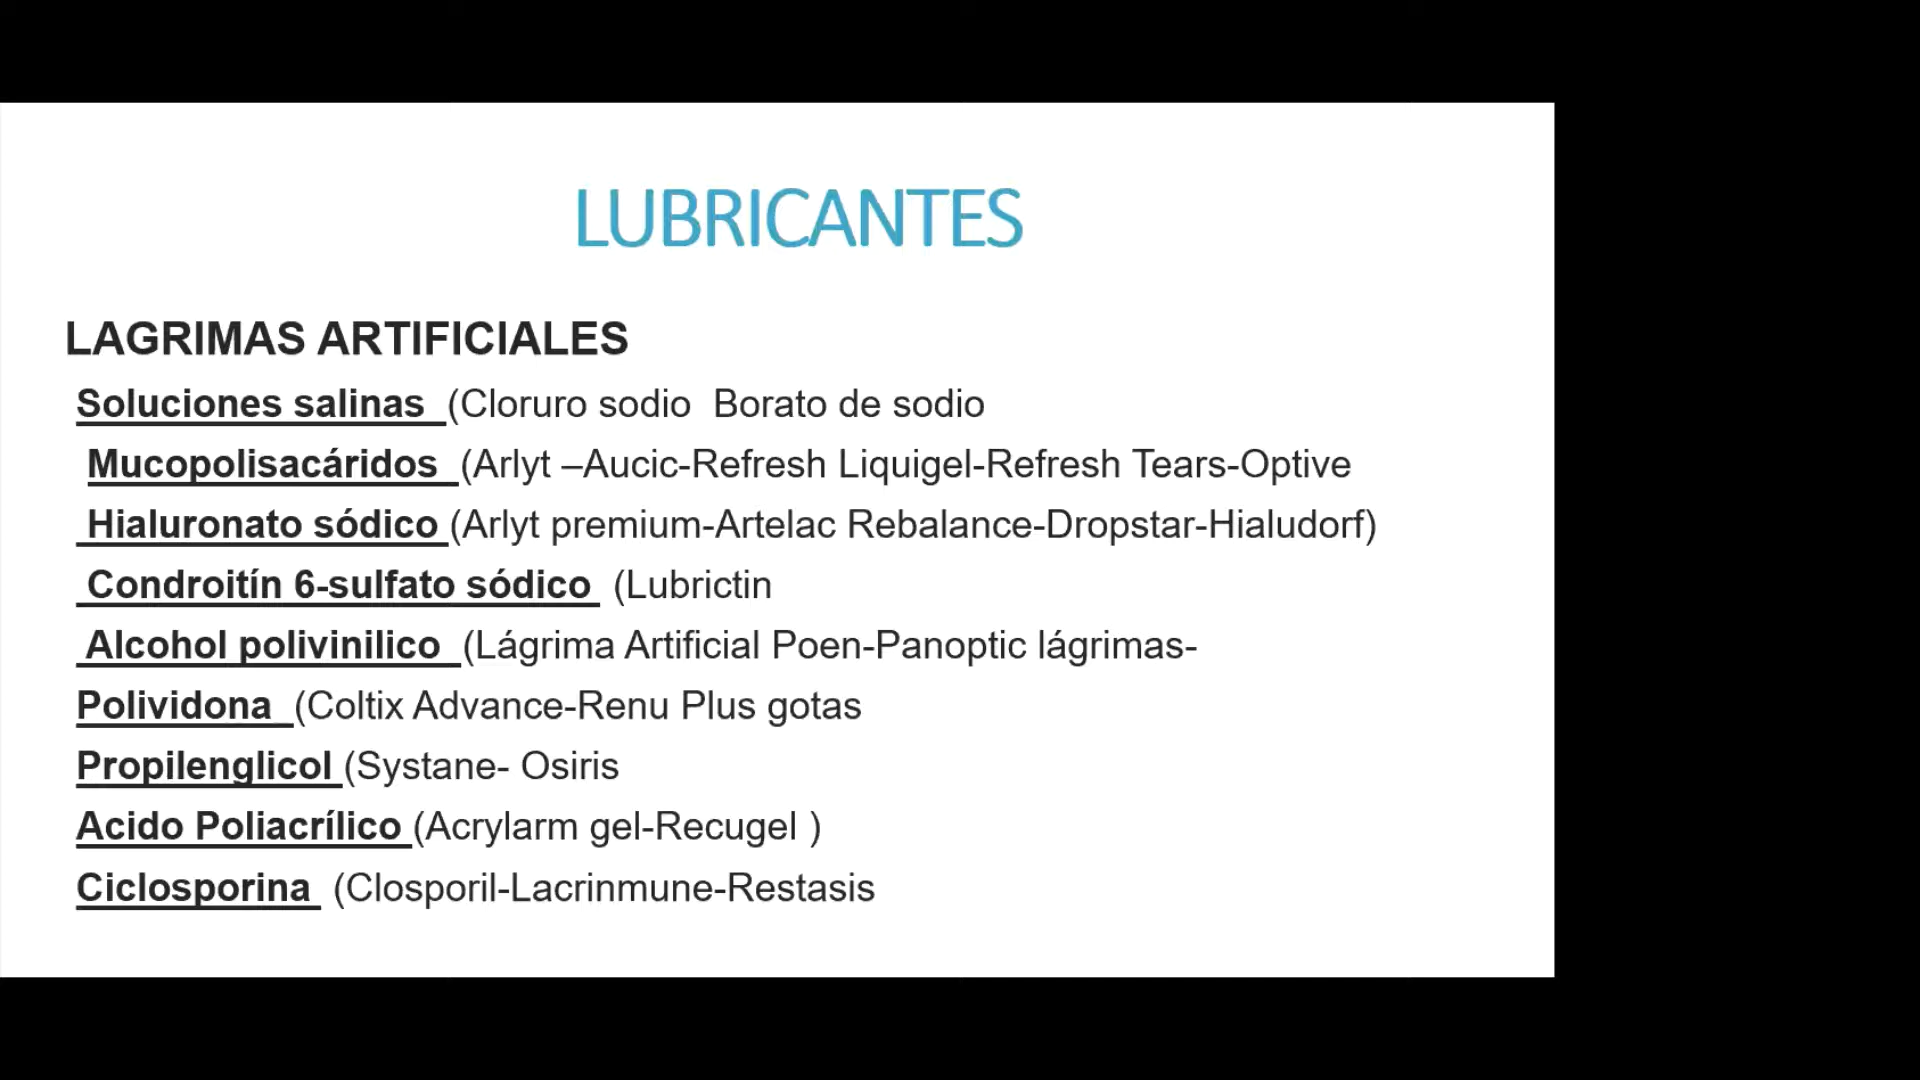 LUBRICANTES
LAGRIMAS ARTIFICIALES
Soluciones salinas (Cloruro sodio Borato de sodio
Mucopolisacáridos (Arlyt –Aucic-Refresh Liquigel-Refresh Tears-Optive
Hialuronato sódico (Arlyt premium-Artelac Rebalance-Dropstar-Hialudorf)
Condroitín 6-sulfato sódico (Lubrictin
Alcohol polivinilico (Lágrima Artificial Poen-Panoptic lágrimas-
Polividona (Coltix Advance-Renu Plus gotas
Propilenglicol (Systane- Osiris
Acido Poliacrílico (Acrylarm gel-Recugel )
Ciclosporina (Closporil-Lacrinmune-Restasis